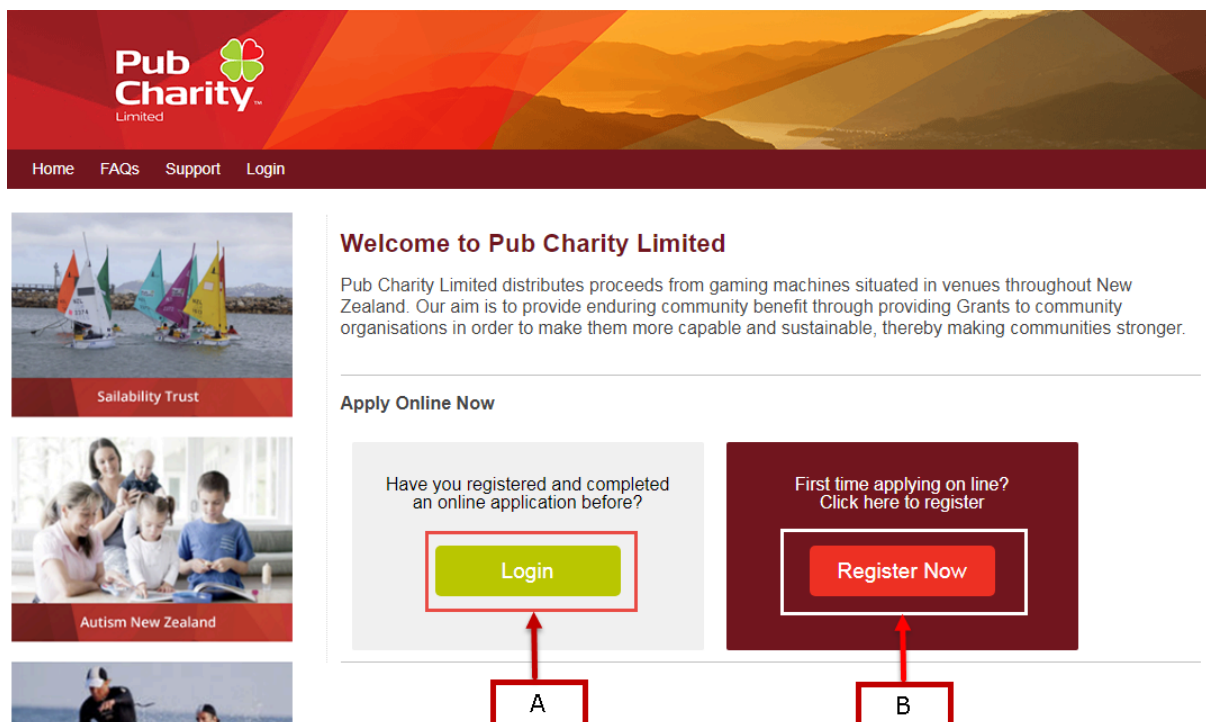 Pub
Charity™
Limited
Home FAQs Support Login
Sailability Trust
Autism New Zealand
Welcome to Pub Charity Limited
Pub Charity Limited distributes proceeds from gaming machines situated in venues throughout New
Zealand. Our aim is to provide enduring community benefit through providing Grants to community
organisations in order to make them more capable and sustainable, thereby making communities stronger.
Apply Online Now
Have you registered and completed
an online application before?
Login
First time applying on line?
Click here to register
Register Now
A
B